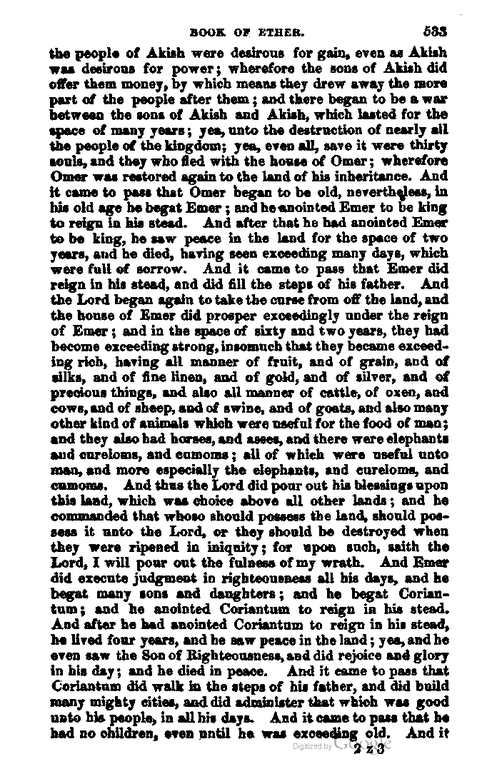 BOOK OF ETHER. 533
the people of Akish were desirous for gain, even as Akish
was desirous for power; wherefore the sons of Akish did
offer them money, by which means they drew away the more
part of the people after them; and there began to be a war
between the sons of Akish and Akish, which lasted for the
space of many years; yea, unto the destruction of nearly all
the people of the kingdom; yea, even all, save it were thirty
souls, and they who fled with the house of Omer; wherefore
Omer was restored again to the land of his inheritance. And
it came to pass that Omer began to be old, nevertheless, in
his old age he begat Emer; and he anointed Emer to be king
to reign in his stead. And after that he had anointed Emer
to be king, he saw peace in the land for the space of two
years, and he died, having seen exceeding many days, which
were full of sorrow. And it came to pass that Emer did
reign in his stead, and did fill the steps of his father. And
the Lord began again to take the curse from off the land, and
the house of Emer did prosper exceedingly under the reign
of Emer; and in the space of sixty and two years, they had
become exceeding strong, insomuch that they became exceed-
ing rich, having all manner of fruit, and of grain, and of
silks, and of fine linen, and of gold, and of silver, and of
precious things, and also all manner of cattle, of oxen, and
cows, and of sheep, and of swine, and of goats, and also many
other kind of animals which were useful for the food of man;
and they also had horses, and asses, and there were elephants
and cureloms, and cumoms; all of which were useful unto
man, and more especially the elephants, and cureloms, and
cumoms. And thus the Lord did pour out his blessings upon
this land, which was choice above all other lands; and he
commanded that whoso should possess the land, should pos-
sess it unto the Lord, or they should be destroyed when
they were ripened in iniquity; for upon such, saith the
Lord, I will pour out the fulness of my wrath. And Emer
did execute judgment in righteousness all his days, and he
begat many sons and daughters; and he begat Corian-
tum; and he anointed Coriantum to reign in his stead.
And after he had anointed Coriantum to reign in his stead,
he lived four years, and he saw peace in the land; yea, and he
even saw the Son of Righteousness, and did rejoice and glory
in his day; and he died in peace. And it came to pass that
Coriantum did walk in the steps of his father, and did build
many mighty cities, and did administer that which was good
unto his people, in all his days. And it came to pass that he
had no children, even until he was exceeding old. And it
Digitized by Google
2 z 3